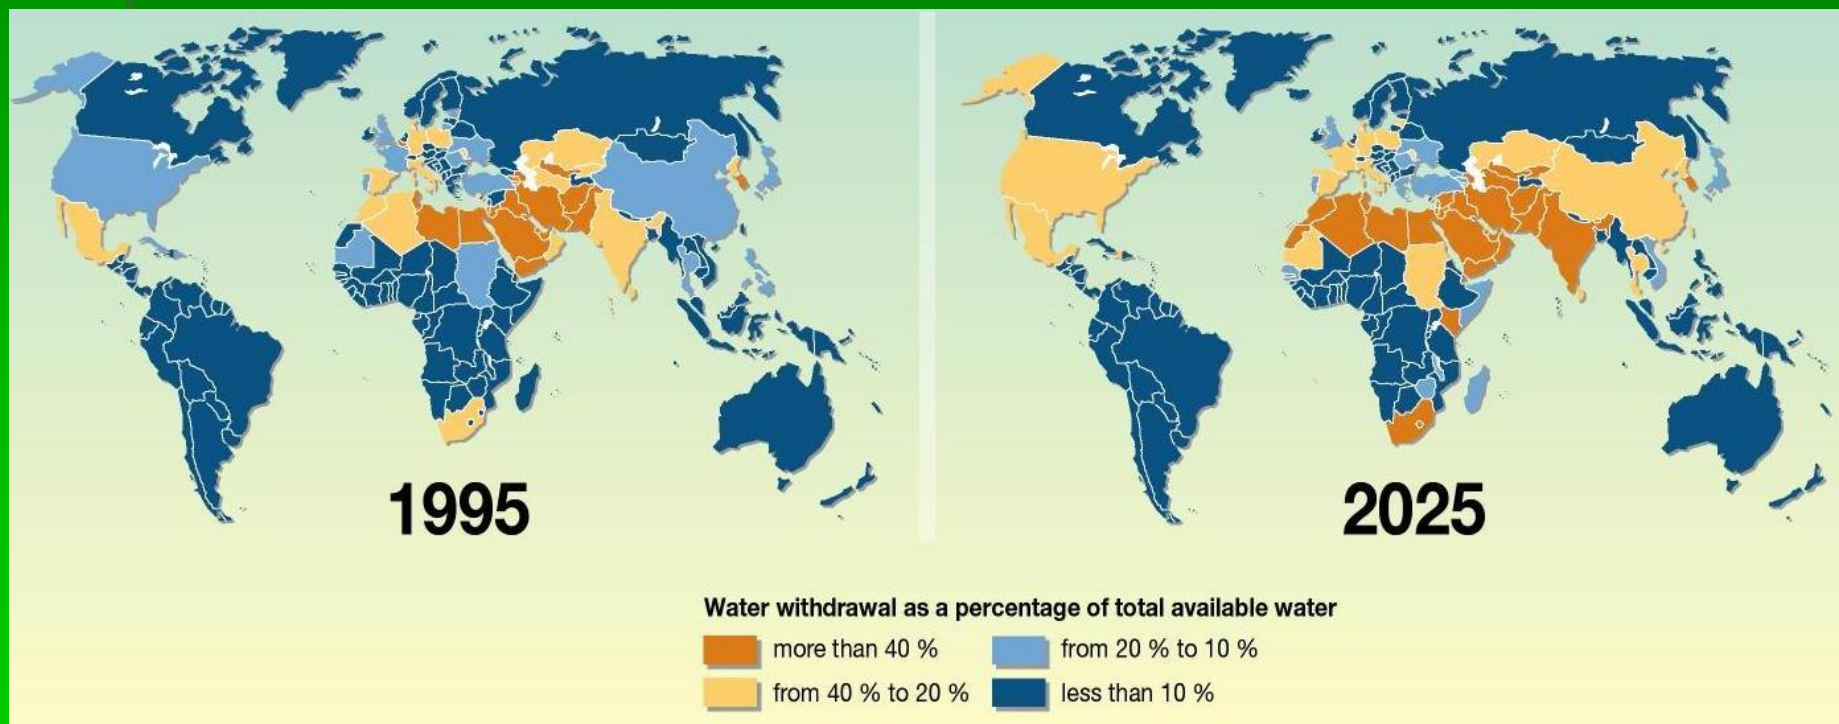 1995
2025
Water withdrawal as a percentage of total available water
more than 40 %
from 20 % to 10 %
from 40 % to 20 %
less than 10 %